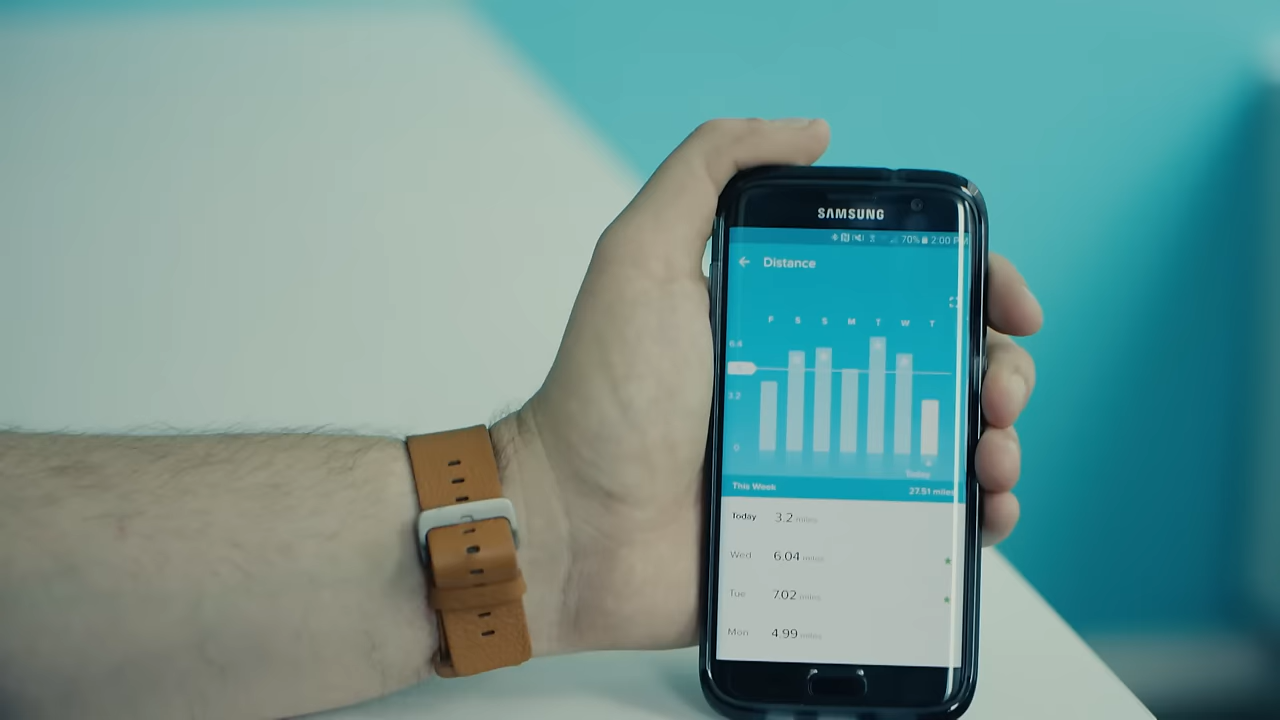 SAMSUNG
70% 2:00 PM
Distance
F S S M T W T
6.4
3.2
0
Today
This Week 27.51 miles
Today 3.2 miles
Wed 6.04 miles
Tue 7.02 miles
Mon 4.99 miles